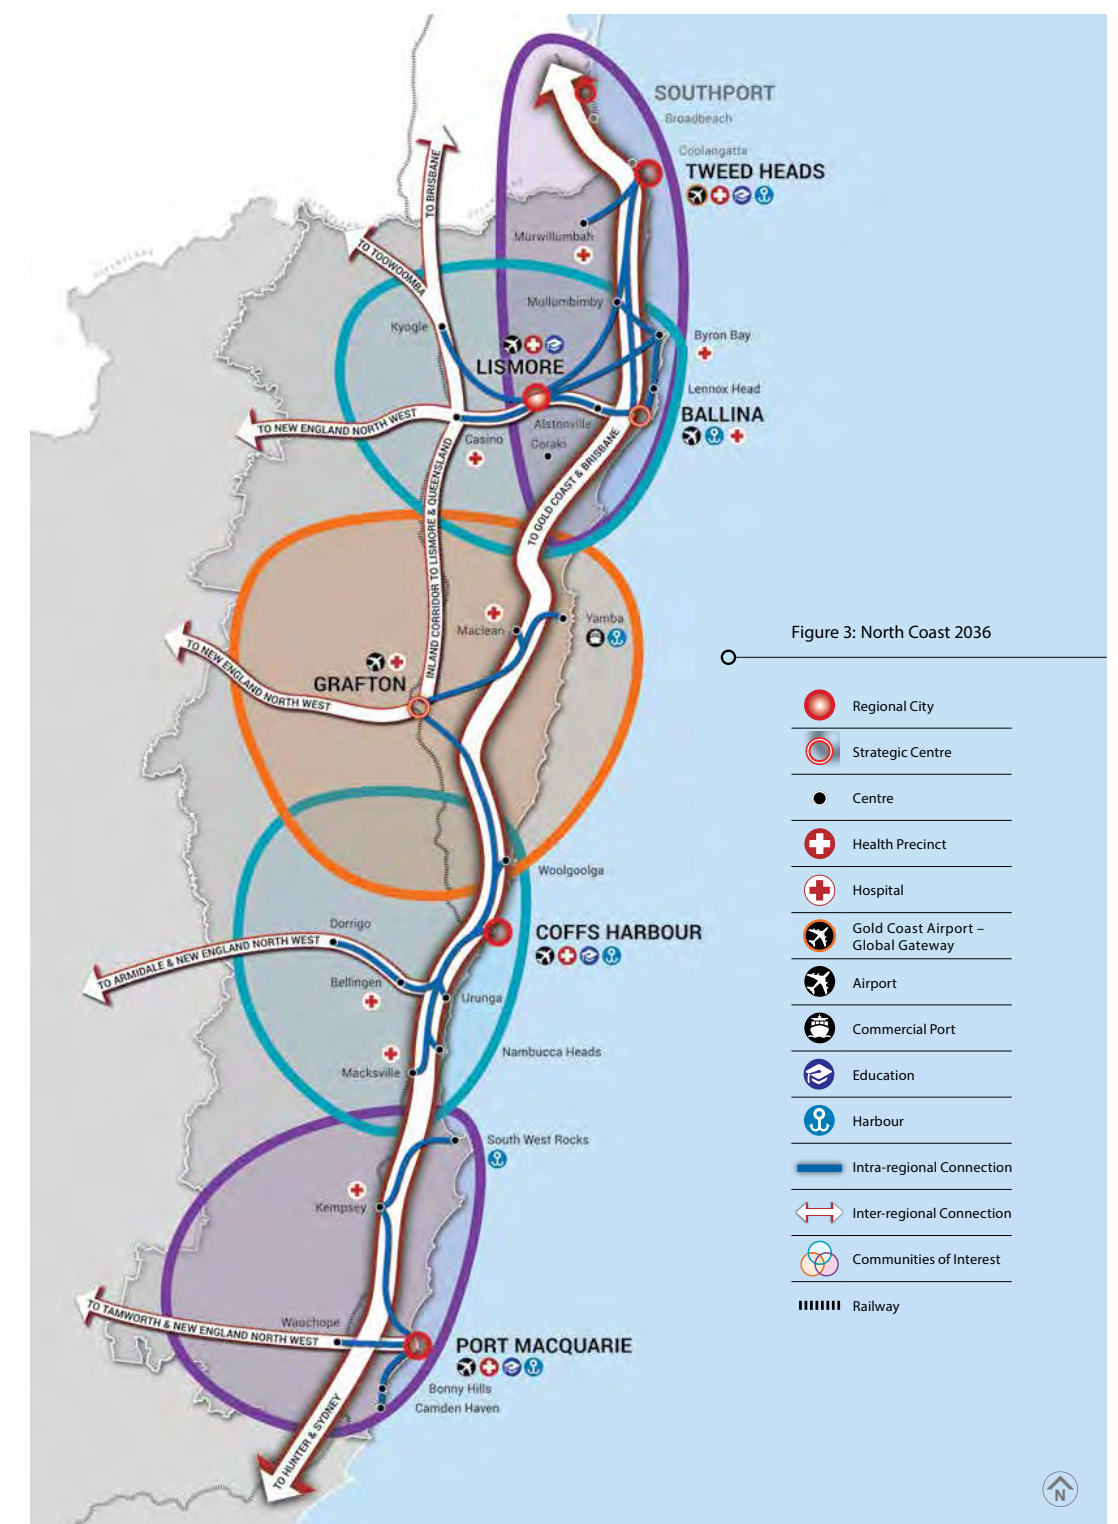 SOUTHPORT
Broadbeach
Coolangatta
TWEED HEADS
TO BRISBANE
TO TOOWOOMBA
Murwillumbah
Mullumbimby
Kyogle
Byron Bay
LISMORE
Lennox Head
TO NEW ENGLAND NORTH WEST
Alstonville
BALLINA
Casino
Coraki
TO GOLD COAST & BRISBANE
INLAND CORRIDOR TO LISMORE & QUEENSLAND
Maclean
Yamba
TO NEW ENGLAND NORTH WEST
GRAFTON
Woolgoolga
Dorrigo
COFFS HARBOUR
TO ARMIDALE & NEW ENGLAND NORTH WEST
Bellingen
Urunga
Nambucca Heads
Macksville
South West Rocks
Kempsey
TO TAMWORTH & NEW ENGLAND NORTH WEST
Wauchope
PORT MACQUARIE
Bonny Hills
Camden Haven
TO HUNTER & SYDNEY
Figure 3: North Coast 2036
Regional City
Strategic Centre
Centre
Health Precinct
Hospital
Gold Coast Airport –
Global Gateway
Airport
Commercial Port
Education
Harbour
Intra-regional Connection
Inter-regional Connection
Communities of Interest
Railway
N